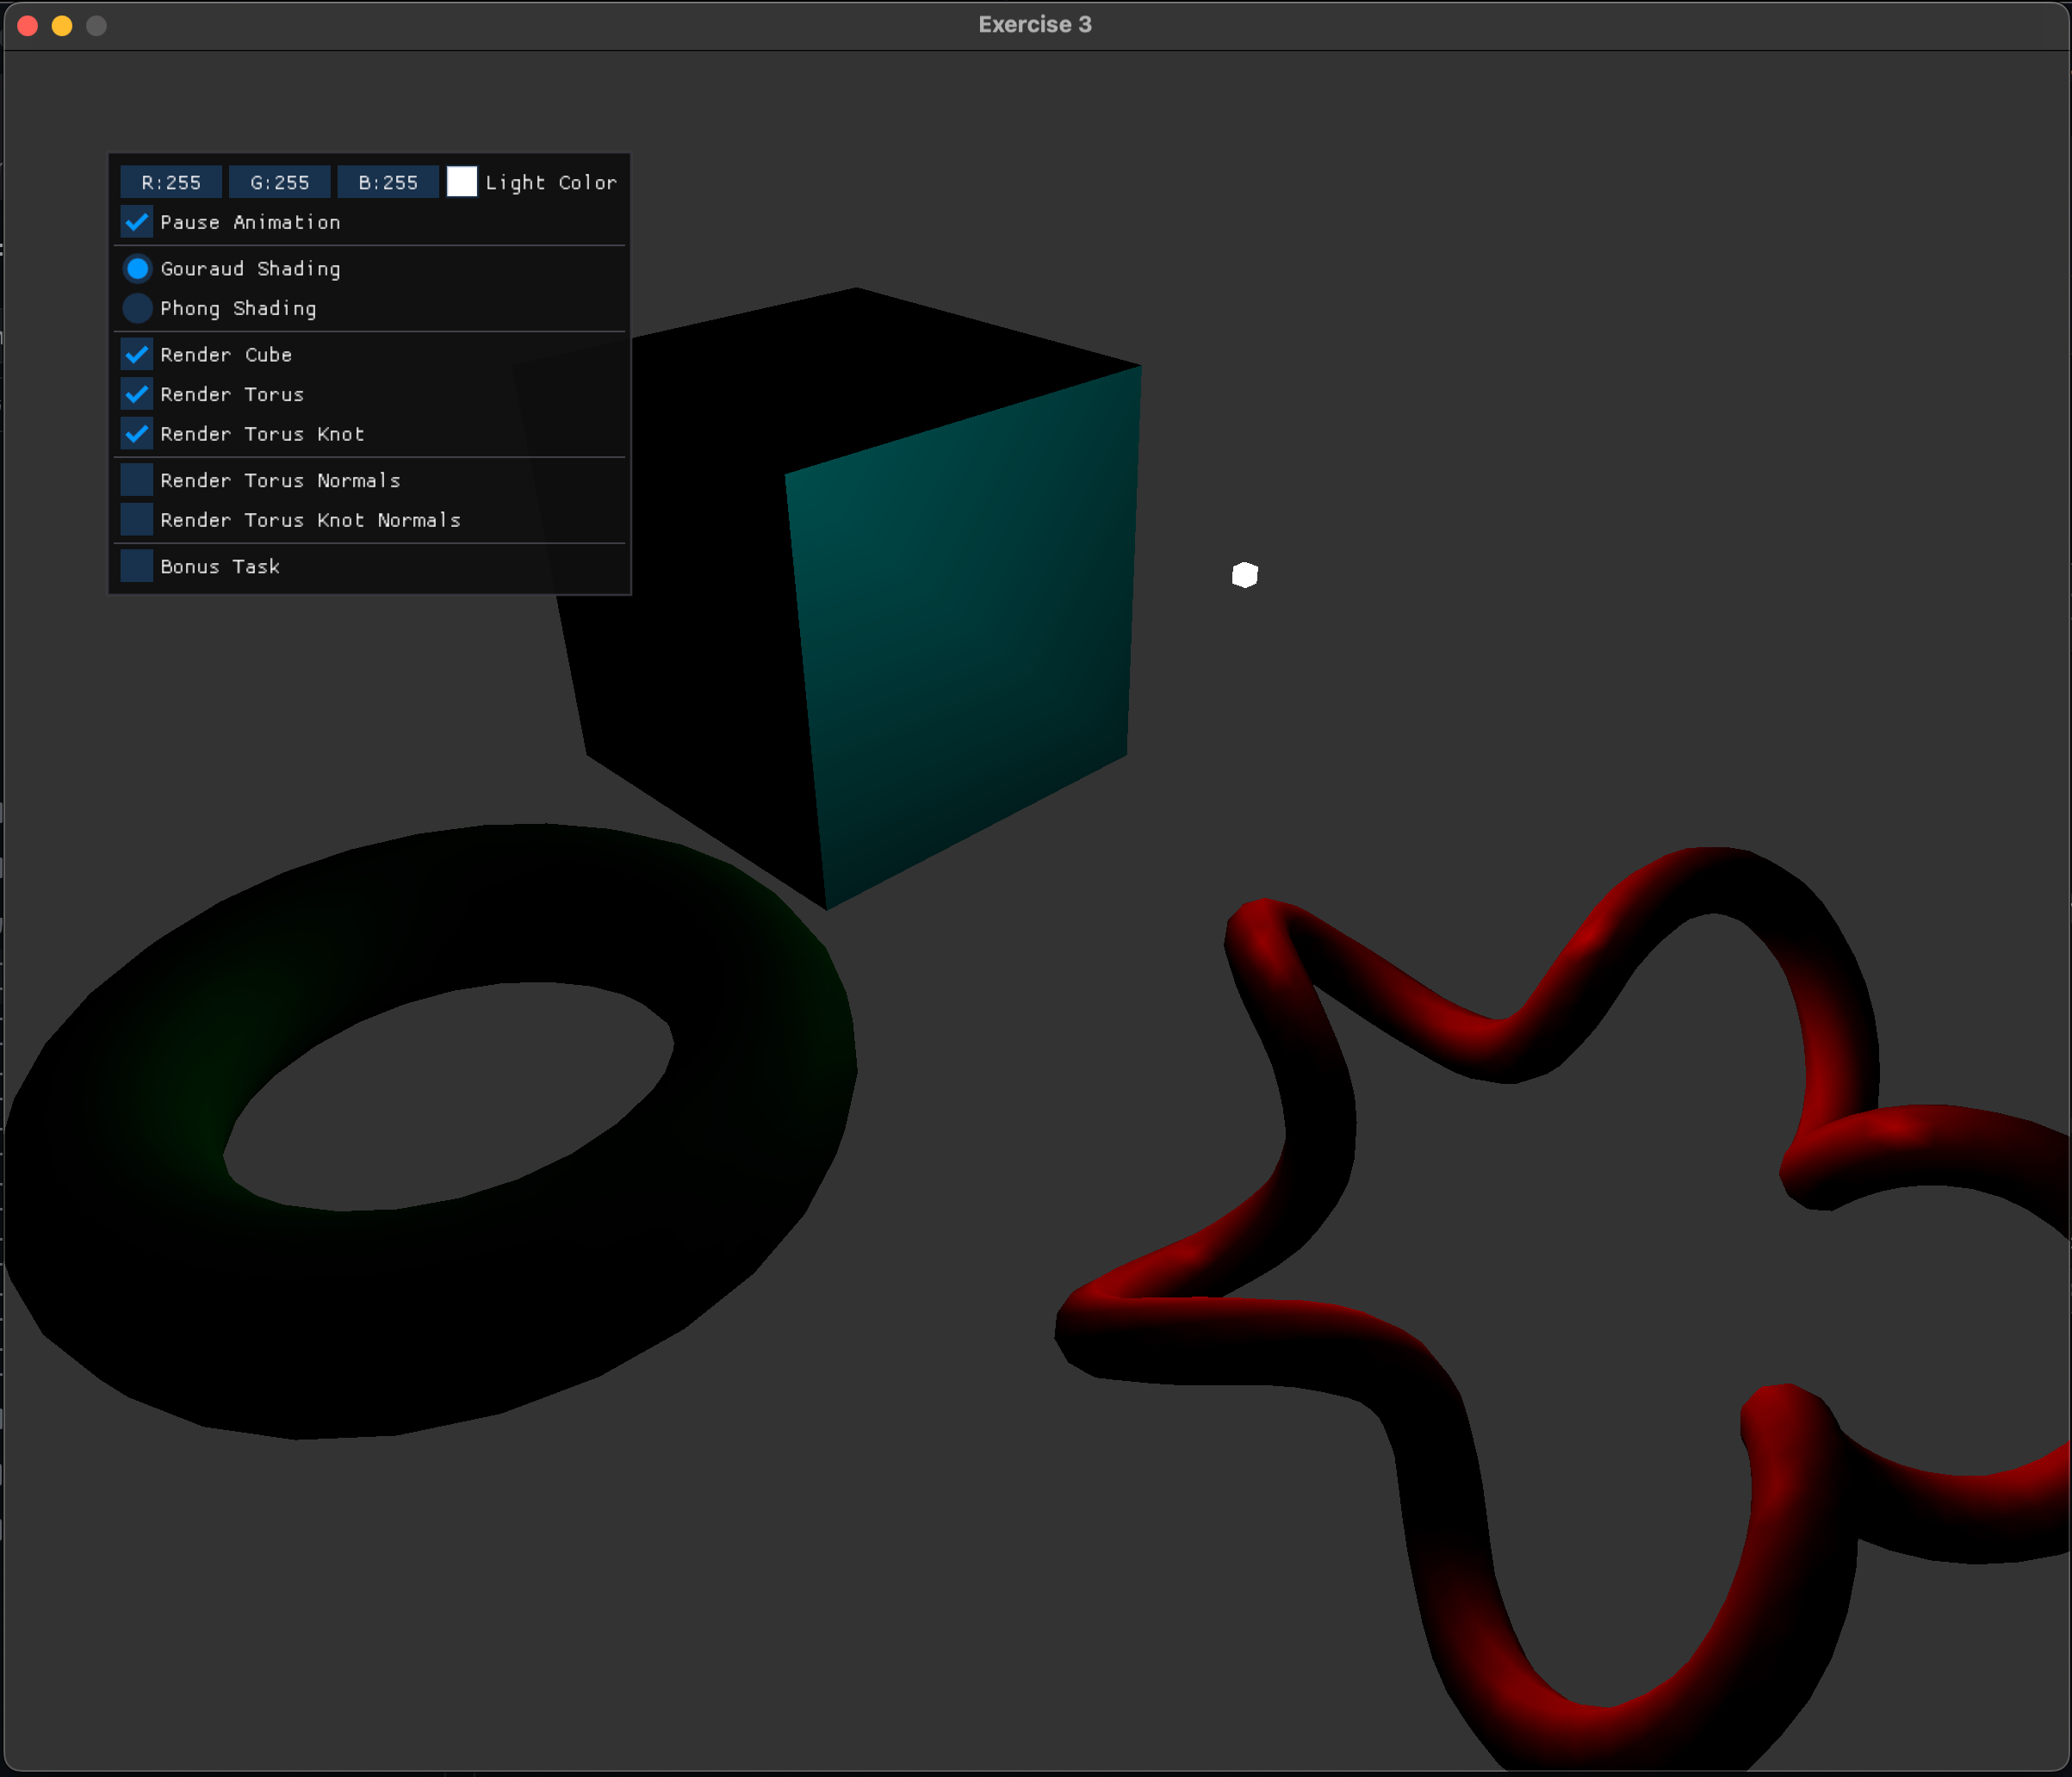 Exercise 3
R:255 G:255 B:255 Light Color
Pause Animation
Gouraud Shading
Phong Shading
Render Cube
Render Torus
Render Torus Knot
Render Torus Normals
Render Torus Knot Normals
Bonus Task